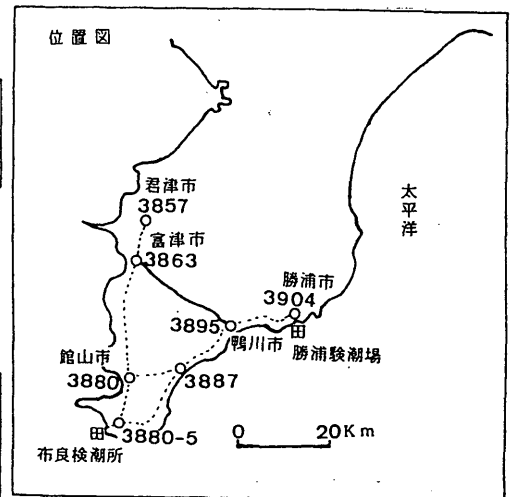 位置図
君津市
3857
富津市
3863
太平洋
勝浦市
3904
3895
鴨川市
勝浦験潮場
館山市
3880
3887
3880-5
布良検潮所
0 20Km